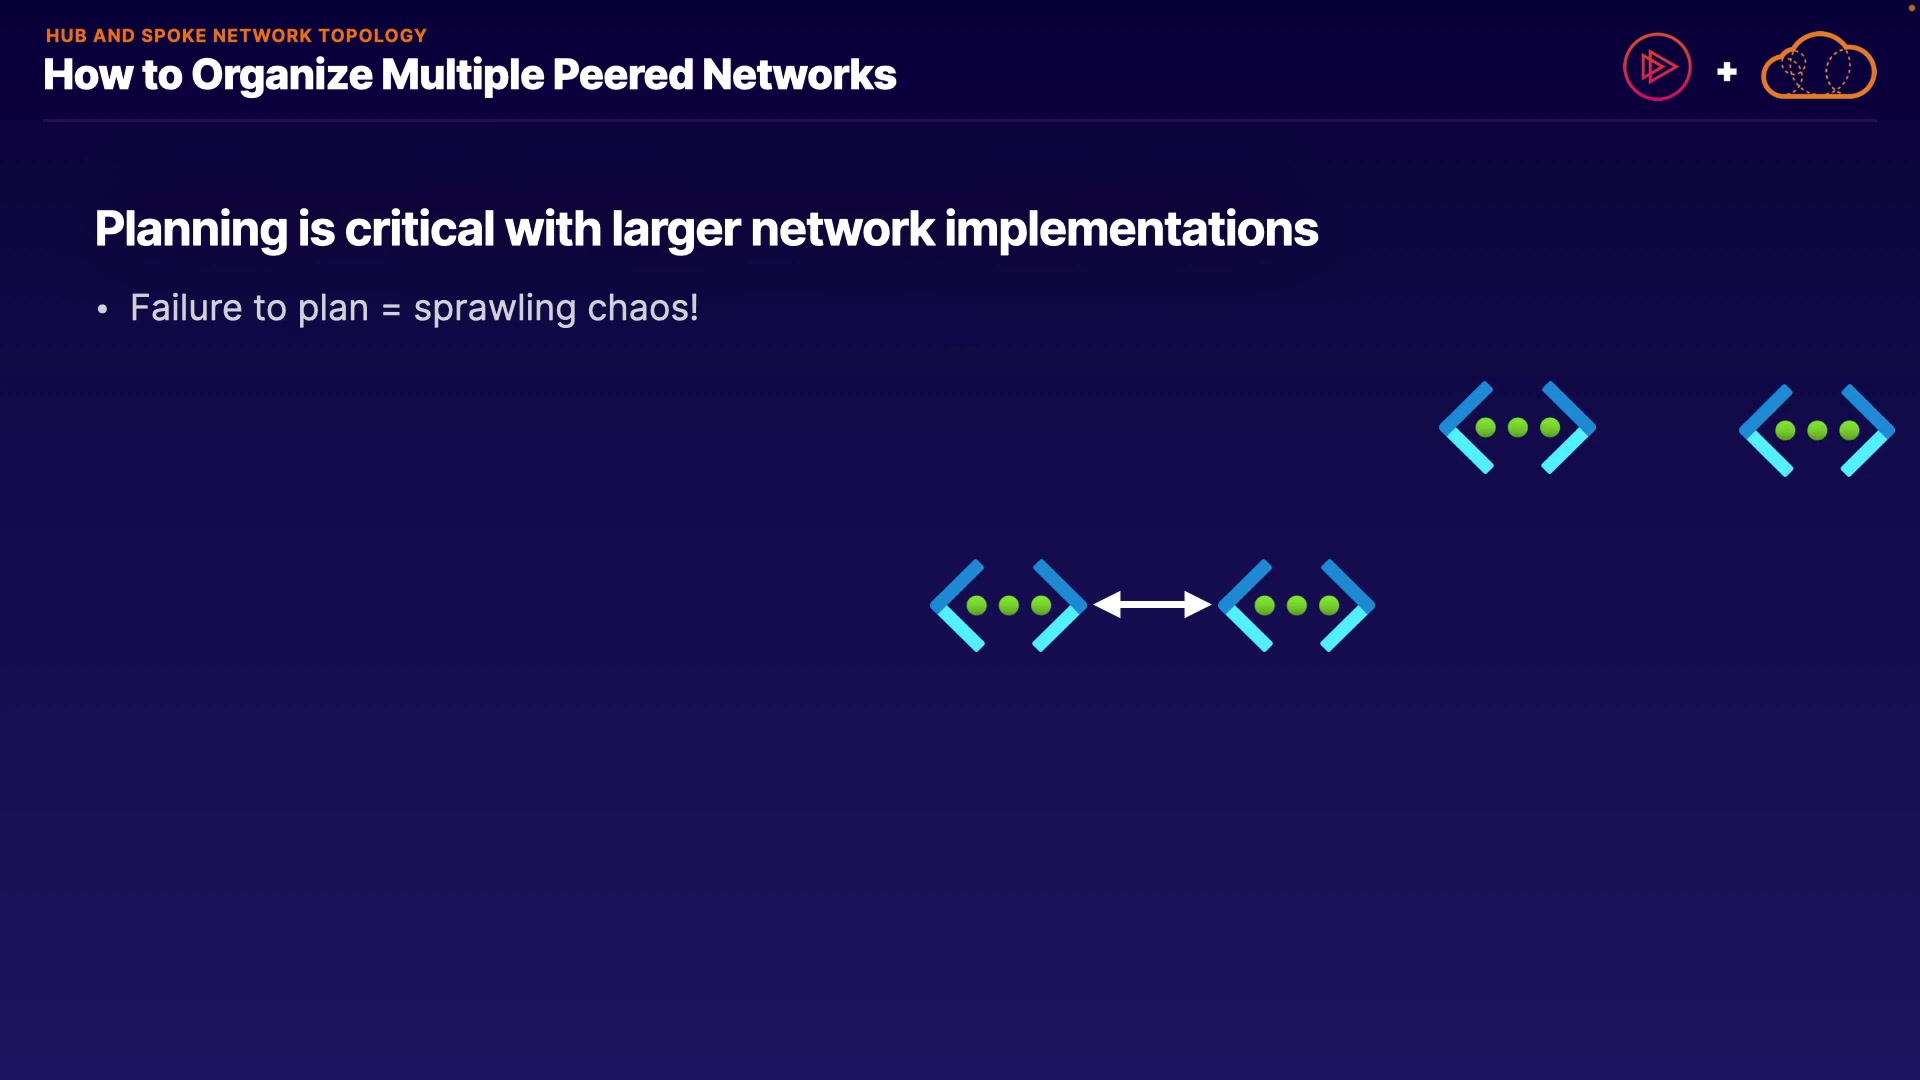 HUB AND SPOKE NETWORK TOPOLOGY
How to Organize Multiple Peered Networks
+
Planning is critical with larger network implementations
• Failure to plan = sprawling chaos!